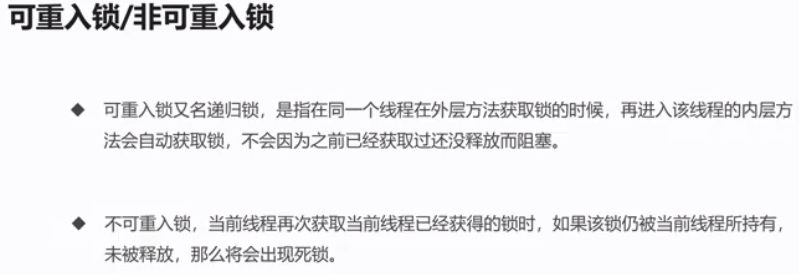 可重入锁/非可重入锁
◆ 可重入锁又名递归锁，是指在同一个线程在外层方法获取锁的时候，再进入该线程的内层方
法会自动获取锁，不会因为之前已经获取过还没释放而阻塞。
◆ 不可重入锁，当前线程再次获取当前线程已经获得的锁时，如果该锁仍被当前线程所持有，
未被释放，那么将会出现死锁。